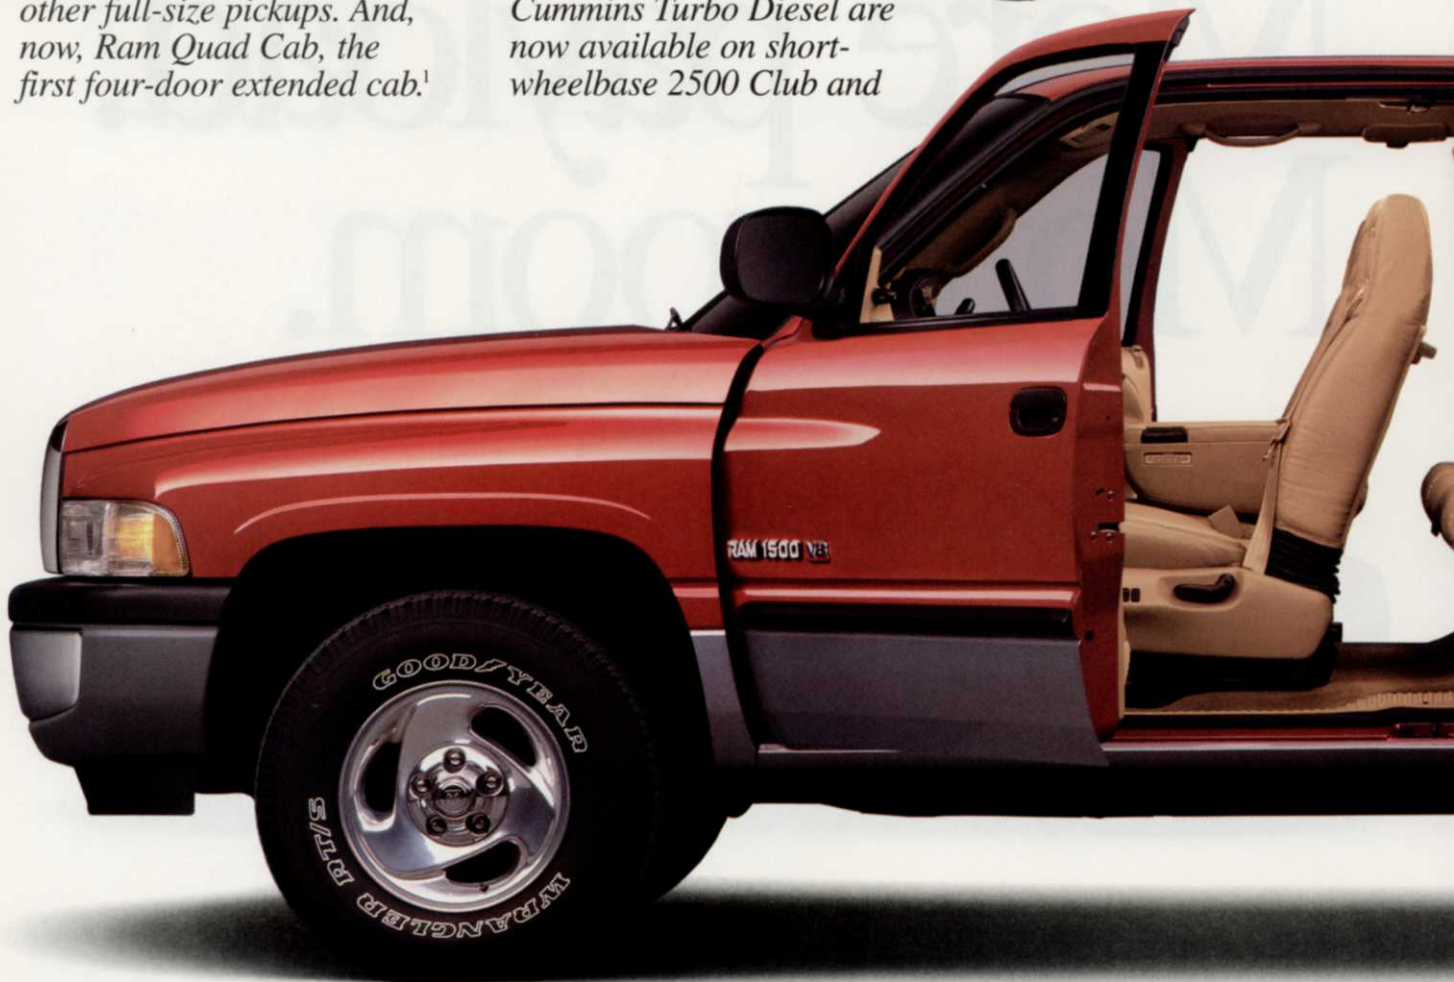 other full-size pickups. And,
now, Ram Quad Cab, the
first four-door extended cab.¹
Cummins Turbo Diesel are
now available on short-
wheelbase 2500 Club and
RAM 1500 V8
GOODYEAR
WRANGLER RT/S